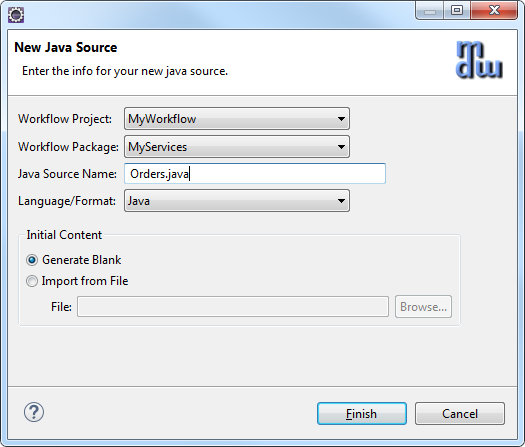 New Java Source
Enter the info for your new java source.
mdw
Workflow Project: MyWorkflow
Workflow Package: MyServices
Java Source Name: Orders.java
Language/Format: Java
Initial Content
Generate Blank
Import from File
File: Browse...
? Finish Cancel